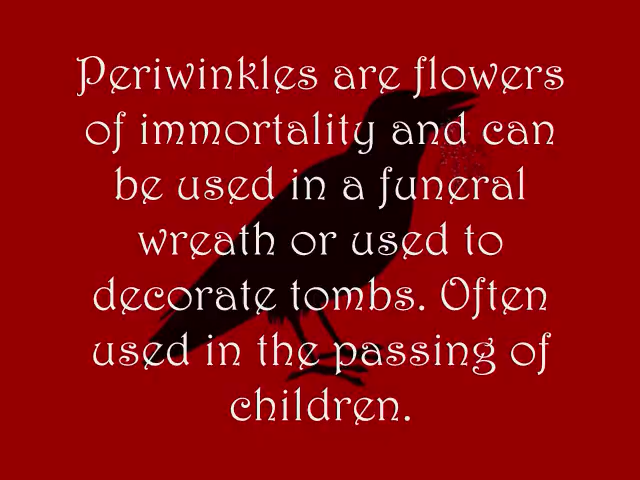 Periwinkles are flowers
of immortality and can
be used in a funeral
wreath or used to
decorate tombs. Often
used in the passing of
children.